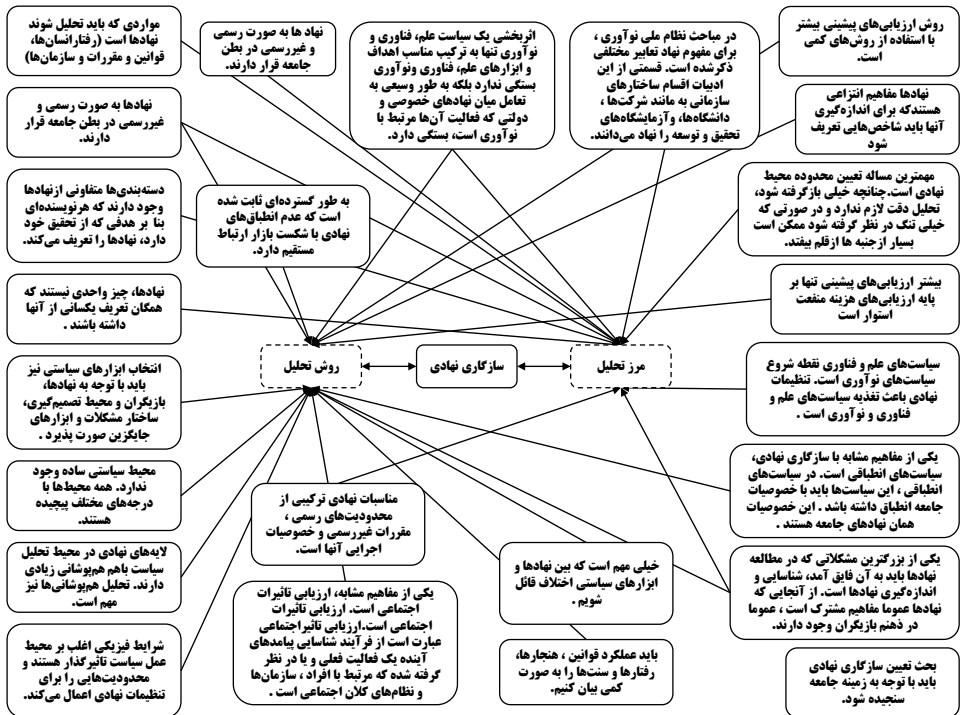 مواردی که باید تحلیل شوند
نهادها است (رفتارانسان‌ها،
قوانین و مقررات و سازمان‌ها)
نهاد ها به صورت رسمی
و غیررسمی در بطن
جامعه قرار دارند.
اثربخشی یک سیاست علم، فناوری و
نوآوری تنها به ترکیب مناسب اهداف
و ابزارهای علم، فناوری ونوآوری
بستگی ندارد بلکه به طور وسیعی به
تعامل میان نهادهای خصوصی و
دولتی که فعالیت آن‌ها مرتبط با
نوآوری است، بستگی دارد.
در مباحث نظام ملی نوآوری ،
برای مفهوم نهاد تعابیر مختلفی
ذکرشده است. قسمتی از این
ادبیات اقسام ساختارهای
سازمانی به مانند شرکت‌ها ،
دانشگاه‌ها، وآزمایشگاه‌های
تحقیق و توسعه را نهاد می‌دانند.
روش ارزیابی‌های پیشینی بیشتر
با استفاده از روش‌های کمی
است.
نهادها به صورت رسمی و
غیررسمی در بطن جامعه قرار
دارند.
نهادها مفاهیم انتزاعی
هستندکه برای اندازه‌گیری
آنها باید شاخص‌هایی تعریف
شود
دسته‌بندی‌ها متفاونی ازنهادها
وجود دارند که هرنویسنده‌ای
بنا بر هدفی که از تحقیق خود
دارد، نهادها را تعریف می‌کند.
به طور گسترده‌ای ثابت شده
است که عدم انطباق‌های
نهادی با شکست بازار ارتباط
مستقیم دارد.
مهمترین مساله تعیین محدوده محیط
نهادی است.چنانچه خیلی بازگرفته شود،
تحلیل دقت لازم ندارد و در صورتی که
خیلی تنگ در نظر گرفته شود ممکن است
بسیار ازجنبه ها ازقلم بیفتد.
نهادها، چیز واحدی نیستند که
همکان تعریف یکسانی از آنها
داشته باشند .
بیشتر ارزیابی‌های پیشینی تنها بر
پایه ارزیابی‌های هزینه منفعت
استوار است
روش تحلیل
سازگاری نهادی
مرز تحلیل
انتخاب ابزارهای سیاستی نیز
باید با توجه به نهادها،
بازیگران و محیط تصمیم‌گیری،
ساختار مشکلات و ابزارهای
جایگزین صورت پذیرد .
سیاست‌های علم و فناوری نقطه شروع
سیاست‌های نوآوری است. تنظیمات
نهادی باعث تغذیه سیاست‌های علم و
فناوری و نوآوری است .
محیط سیاستی ساده وجود
ندارد. همه محیط‌ها با
درجه‌های مختلف پیچیده
هستند.
مناسبات نهادی ترکیبی از
محدودیت‌های رسمی ،
مقررات غیررسمی و خصوصیات
اجرایی آنها است.
یکی از مفاهیم مشابه با سازگاری نهادی،
سیاست‌های انطباقی است. در سیاست‌های
انطباقی ، این سیاست‌ها باید با خصوصیات
جامعه انطباق داشته باشد . این خصوصیات
همان نهادهای جامعه هستند .
لایه‌های نهادی در محیط تحلیل
سیاست باهم هم‌پوشانی زیادی
دارند. تحلیل هم‌پوشانی‌ها نیز
مهم است.
خیلی مهم است که بین نهادها و
ابزارهای سیاستی اختلاف قائل
شویم .
یکی از بزرگترین مشکلاتی که در مطالعه
نهادها باید به آن فایق آمد، شناسایی و
اندازه‌گیری نهادها است. از آنجایی که
نهادها عموما مفاهیم مشترک است ، عموما
در ذهنم بازیگران وجود دارند.
یکی از مفاهیم مشابه، ارزیابی تاثیرات
اجتماعی است. ارزیابی تاثیرات
اجتماعی است.ارزیابی تاثیراجتماعی
عبارت است از فرآیند شناسایی پیامدهای
آینده یک فعالیت فعلی و یا در نظر
گرفته شده که مرتبط با افراد ، سازمان‌ها
و نظام‌های کلان اجتماعی است .
شرایط فیزیکی اغلب بر محیط
عمل سیاست تاثیرگذار هستند و
محدودیت‌هایی را برای
تنظیمات نهادی اعمال می‌کند.
باید عملکرد قوانین ، هنجارها،
رفتارها و سنت‌ها را به صورت
کمی بیان کنیم.
بحث تعیین سازگاری نهادی
باید با توجه به زمینه جامعه
سنجیده شود.